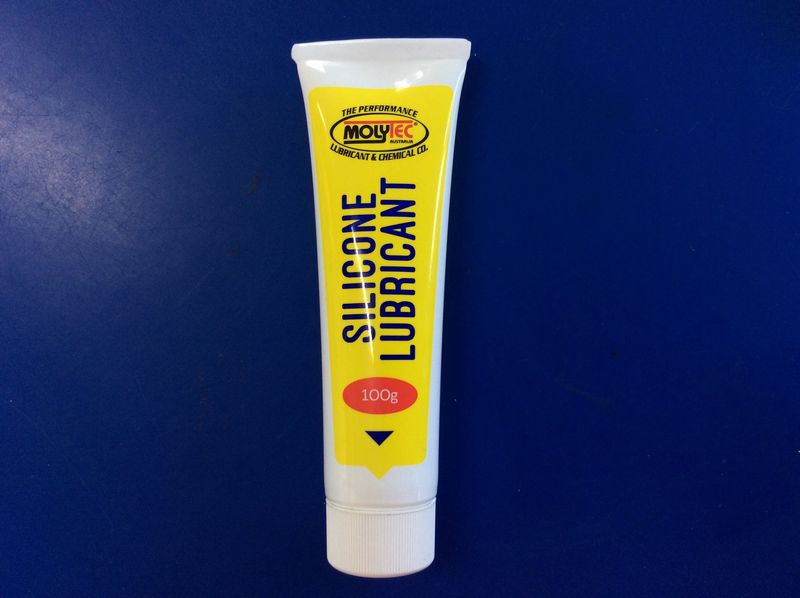 THE PERFORMANCE
MOLYTEC®
AUSTRALIA
LUBRICANT & CHEMICAL CO.
SILICONE
LUBRICANT
100g